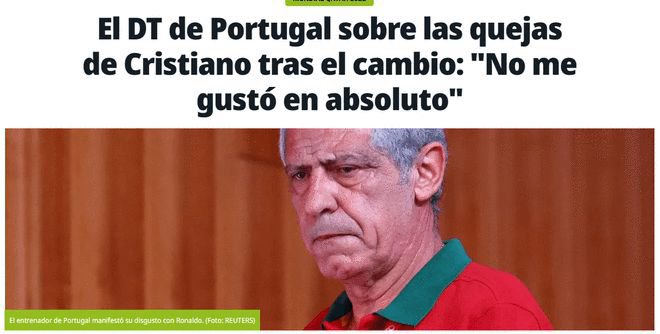 El DT de Portugal sobre las quejas
de Cristiano tras el cambio: "No me
gustó en absoluto"
El entrenador de Portugal manifestó su disgusto con Ronaldo. (Foto: REUTERS)